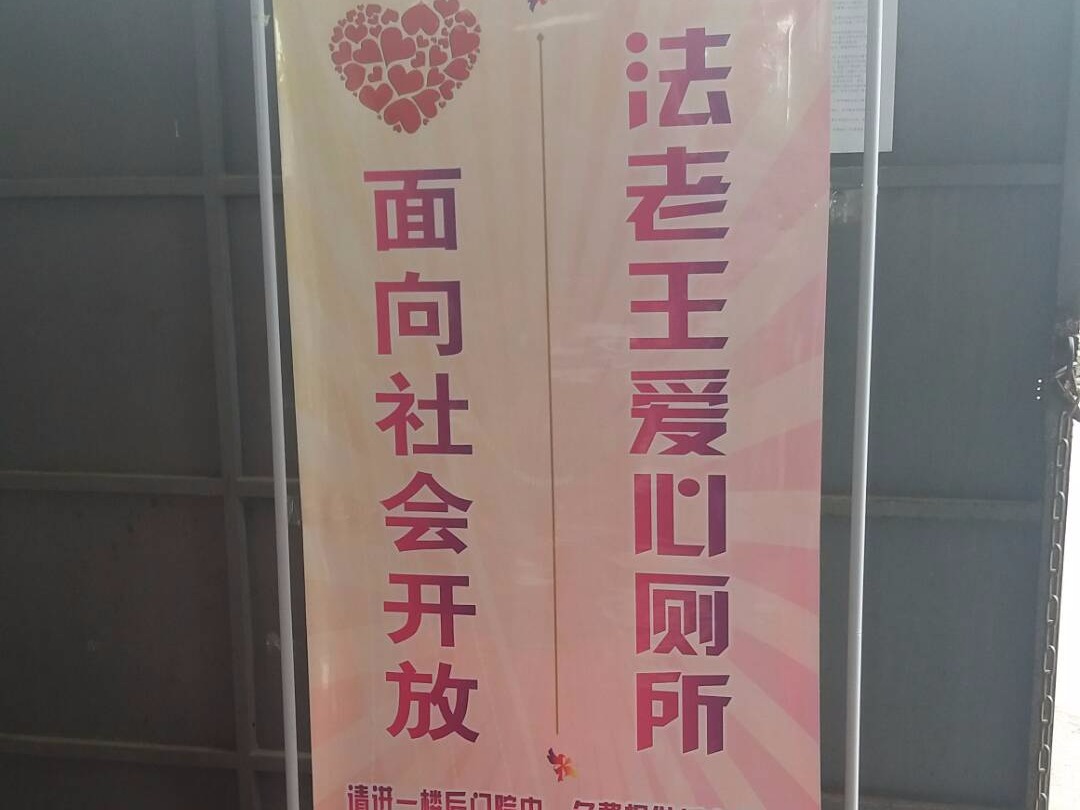 法老王爱心厕所
面向社会开放
请进一楼后门院内